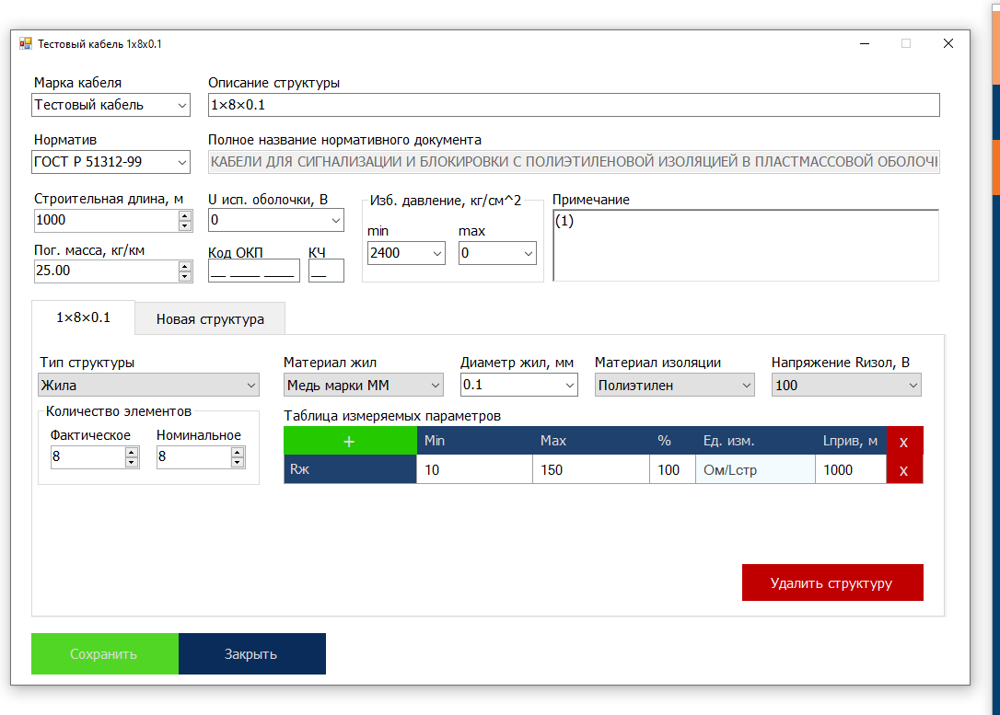 Тестовый кабель 1x8x0.1
Марка кабеля
Описание структуры
Тестовый кабель
1×8×0.1
Норматив
Полное название нормативного документа
ГОСТ Р 51312-99
КАБЕЛИ ДЛЯ СИГНАЛИЗАЦИИ И БЛОКИРОВКИ С ПОЛИЭТИЛЕНОВОЙ ИЗОЛЯЦИЕЙ В ПЛАСТМАССОВОЙ ОБОЛОЧ
Строительная длина, м
U исп. оболочки, В
Изб. давление, кг/см^2
Примечание
1000
0
(1)
min
max
Пог. масса, кг/км
Код ОКП
КЧ
2400
0
25.00
__ ____ ____
__
1×8×0.1
Новая структура
Тип структуры
Материал жил
Диаметр жил, мм
Материал изоляции
Напряжение Rизол, В
Жила
Медь марки ММ
0.1
Полиэтилен
100
Количество элементов
Таблица измеряемых параметров
Фактическое
Номинальное
8
8
+ Min Max % Ед. изм. Lприв, м x
Rж 10 150 100 Ом/Lстр 1000 x
Удалить структуру
Сохранить
Закрыть